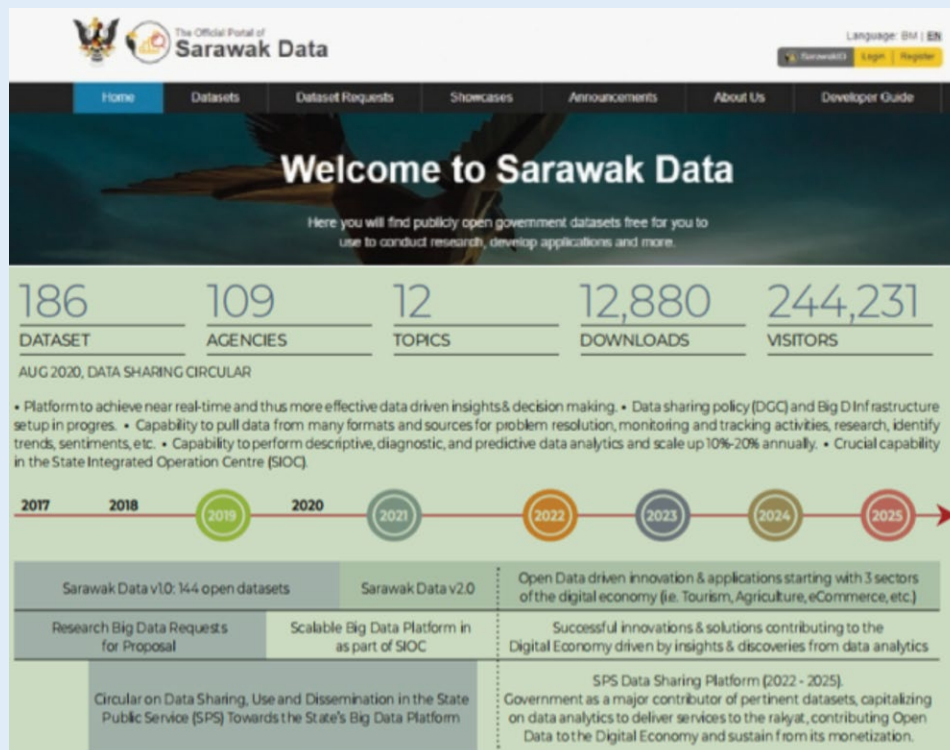 The Official Portal of
Sarawak Data
Language: BM | EN
SarawakID Login Register
Home Datasets Dataset Requests Showcases Announcements About Us Developer Guide
Welcome to Sarawak Data
Here you will find publicly open government datasets free for you to
use to conduct research, develop applications and more.
186 109 12 12,880 244,231
DATASET AGENCIES TOPICS DOWNLOADS VISITORS
AUG 2020, DATA SHARING CIRCULAR
• Platform to achieve near real-time and thus more effective data driven insights & decision making. • Data sharing policy (DGC) and Big D Infrastructure
setup in progres. • Capability to pull data from many formats and sources for problem resolution, monitoring and tracking activities, research, identify
trends, sentiments, etc. • Capability to perform descriptive, diagnostic, and predictive data analytics and scale up 10%-20% annually. • Crucial capability
in the State Integrated Operation Centre (SIOC).
2017 2018 2019 2020 2021 2022 2023 2024 2025
Sarawak Data v1.0: 144 open datasets
Sarawak Data v2.0
Open Data driven innovation & applications starting with 3 sectors
of the digital economy (ie. Tourism, Agriculture, eCommerce, etc.)
Research Big Data Requests
for Proposal
Scalable Big Data Platform in
as part of SIOC
Successful innovations & solutions contributing to the
Digital Economy driven by insights & discoveries from data analytics
Circular on Data Sharing, Use and Dissemination in the State
Public Service (SPS) Towards the State's Big Data Platform
SPS Data Sharing Platform (2022 - 2025).
Government as a major contributor of pertinent datasets, capitalizing
on data analytics to deliver services to the rakyat, contributing Open
Data to the Digital Economy and sustain from its monetization.